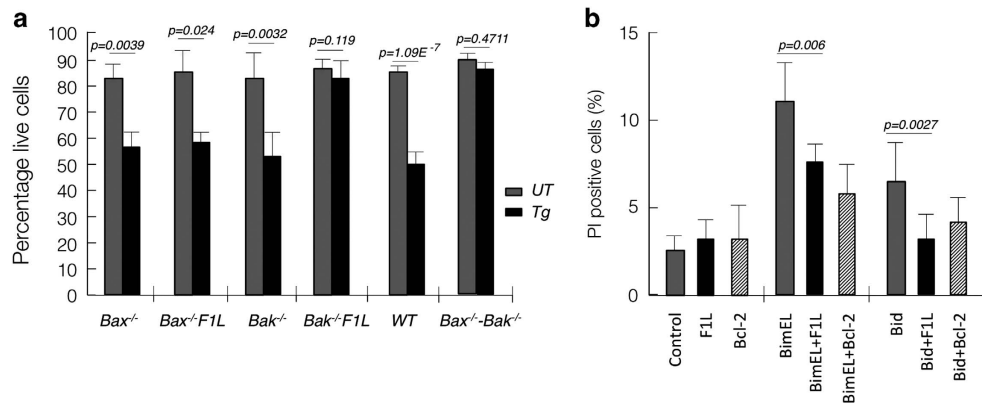 a
Percentage live cells
100
90
80
70
60
50
40
30
20
10
0
p=0.0039
p=0.024
p=0.0032
p=0.119
p=1.09E⁻7
p=0.4711
UT
Tg
Bax-/-
Bax-/-F1L
Bak-/-
Bak-/-F1L
WT
Bax-/--Bak-/-
b
PI positive cells (%)
15
10
5
0
p=0.006
p=0.0027
Control
F1L
Bcl-2
BimEL
BimEL+F1L
BimEL+Bcl-2
Bid
Bid+F1L
Bid+Bcl-2